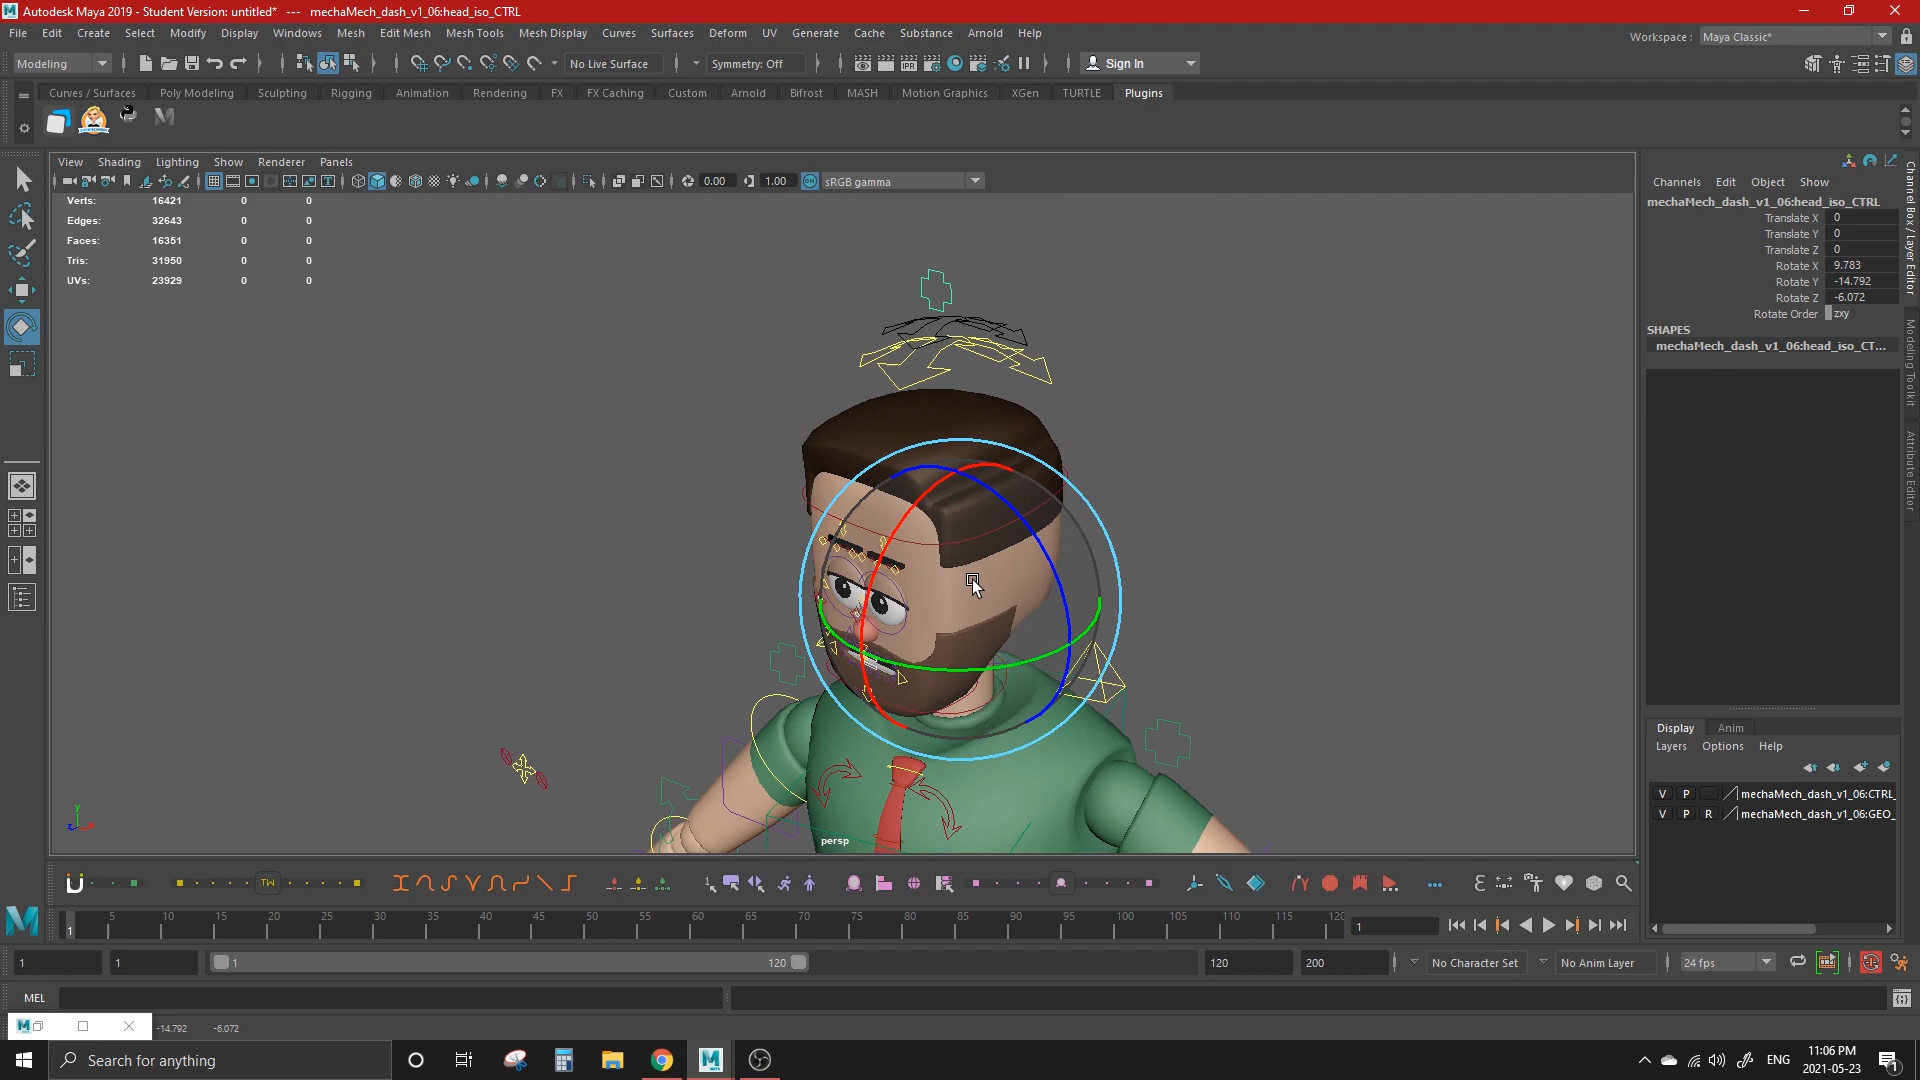 Autodesk Maya 2019 - Student Version: untitled* --- mechaMech_dash_v1_06:head_iso_CTRL
File Edit Create Select Modify Display Windows Mesh Edit Mesh Mesh Tools Mesh Display Curves Surfaces Deform UV Generate Cache Substance Arnold Help
Workspace : Maya Classic*
Modeling No Live Surface Symmetry: Off IPR Sign In
Curves / Surfaces Poly Modeling Sculpting Rigging Animation Rendering FX FX Caching Custom Arnold Bifrost MASH Motion Graphics XGen TURTLE Plugins
View Shading Lighting Show Renderer Panels
0.00 1.00 ON sRGB gamma
Verts: 16421 0 0
Edges: 32643 0 0
Faces: 16351 0 0
Tris: 31950 0 0
UVs: 23929 0 0
persp
y
z
Channels Edit Object Show
mechaMech_dash_v1_06:head_iso_CTRL
Translate X 0
Translate Y 0
Translate Z 0
Rotate X 9.783
Rotate Y -14.792
Rotate Z -6.072
Rotate Order zxy
SHAPES
mechaMech_dash_v1_06:head_iso_CT...
Channel Box / Layer Editor
Modeling Toolkit
Attribute Editor
Display Anim
Layers Options Help
V P mechaMech_dash_v1_06:CTRL_
V P R mechaMech_dash_v1_06:GEO_
TW
1 5 10 15 20 25 30 35 40 45 50 55 60 65 70 75 80 85 90 95 100 105 110 115 120
1
1 1 1 120 120 200 No Character Set No Anim Layer 24 fps
MEL
-14.792 -6.072
Search for anything
ENG
11:06 PM
2021-05-23
1